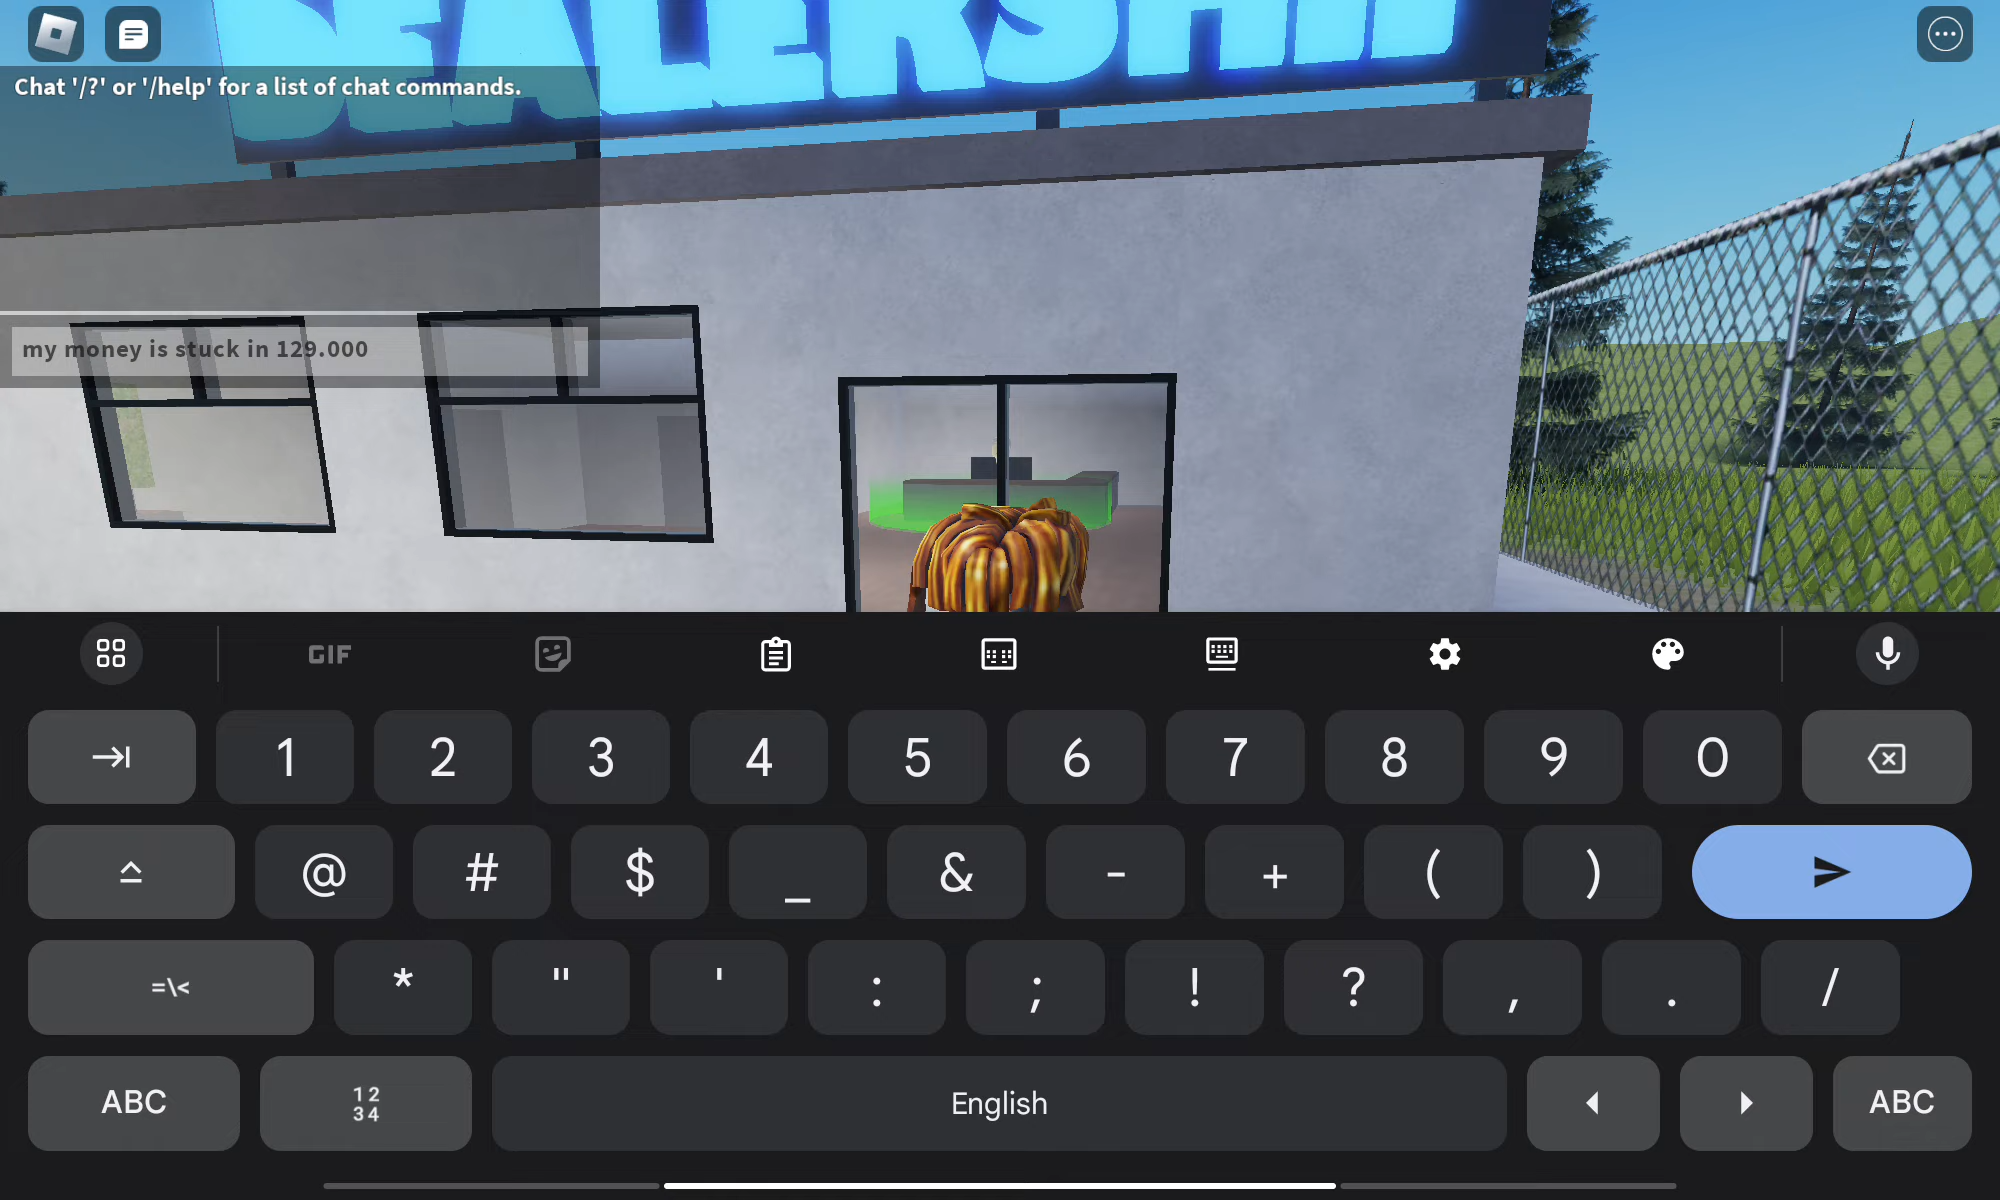 DEALERSHIP
Chat '/?' or '/help' for a list of chat commands.
my money is stuck in 129.000
GIF
1 2 3 4 5 6 7 8 9 0
@ # $ _ & - + ( )
=\< * " ' : ; ! ? , . /
ABC 12 English ABC
34